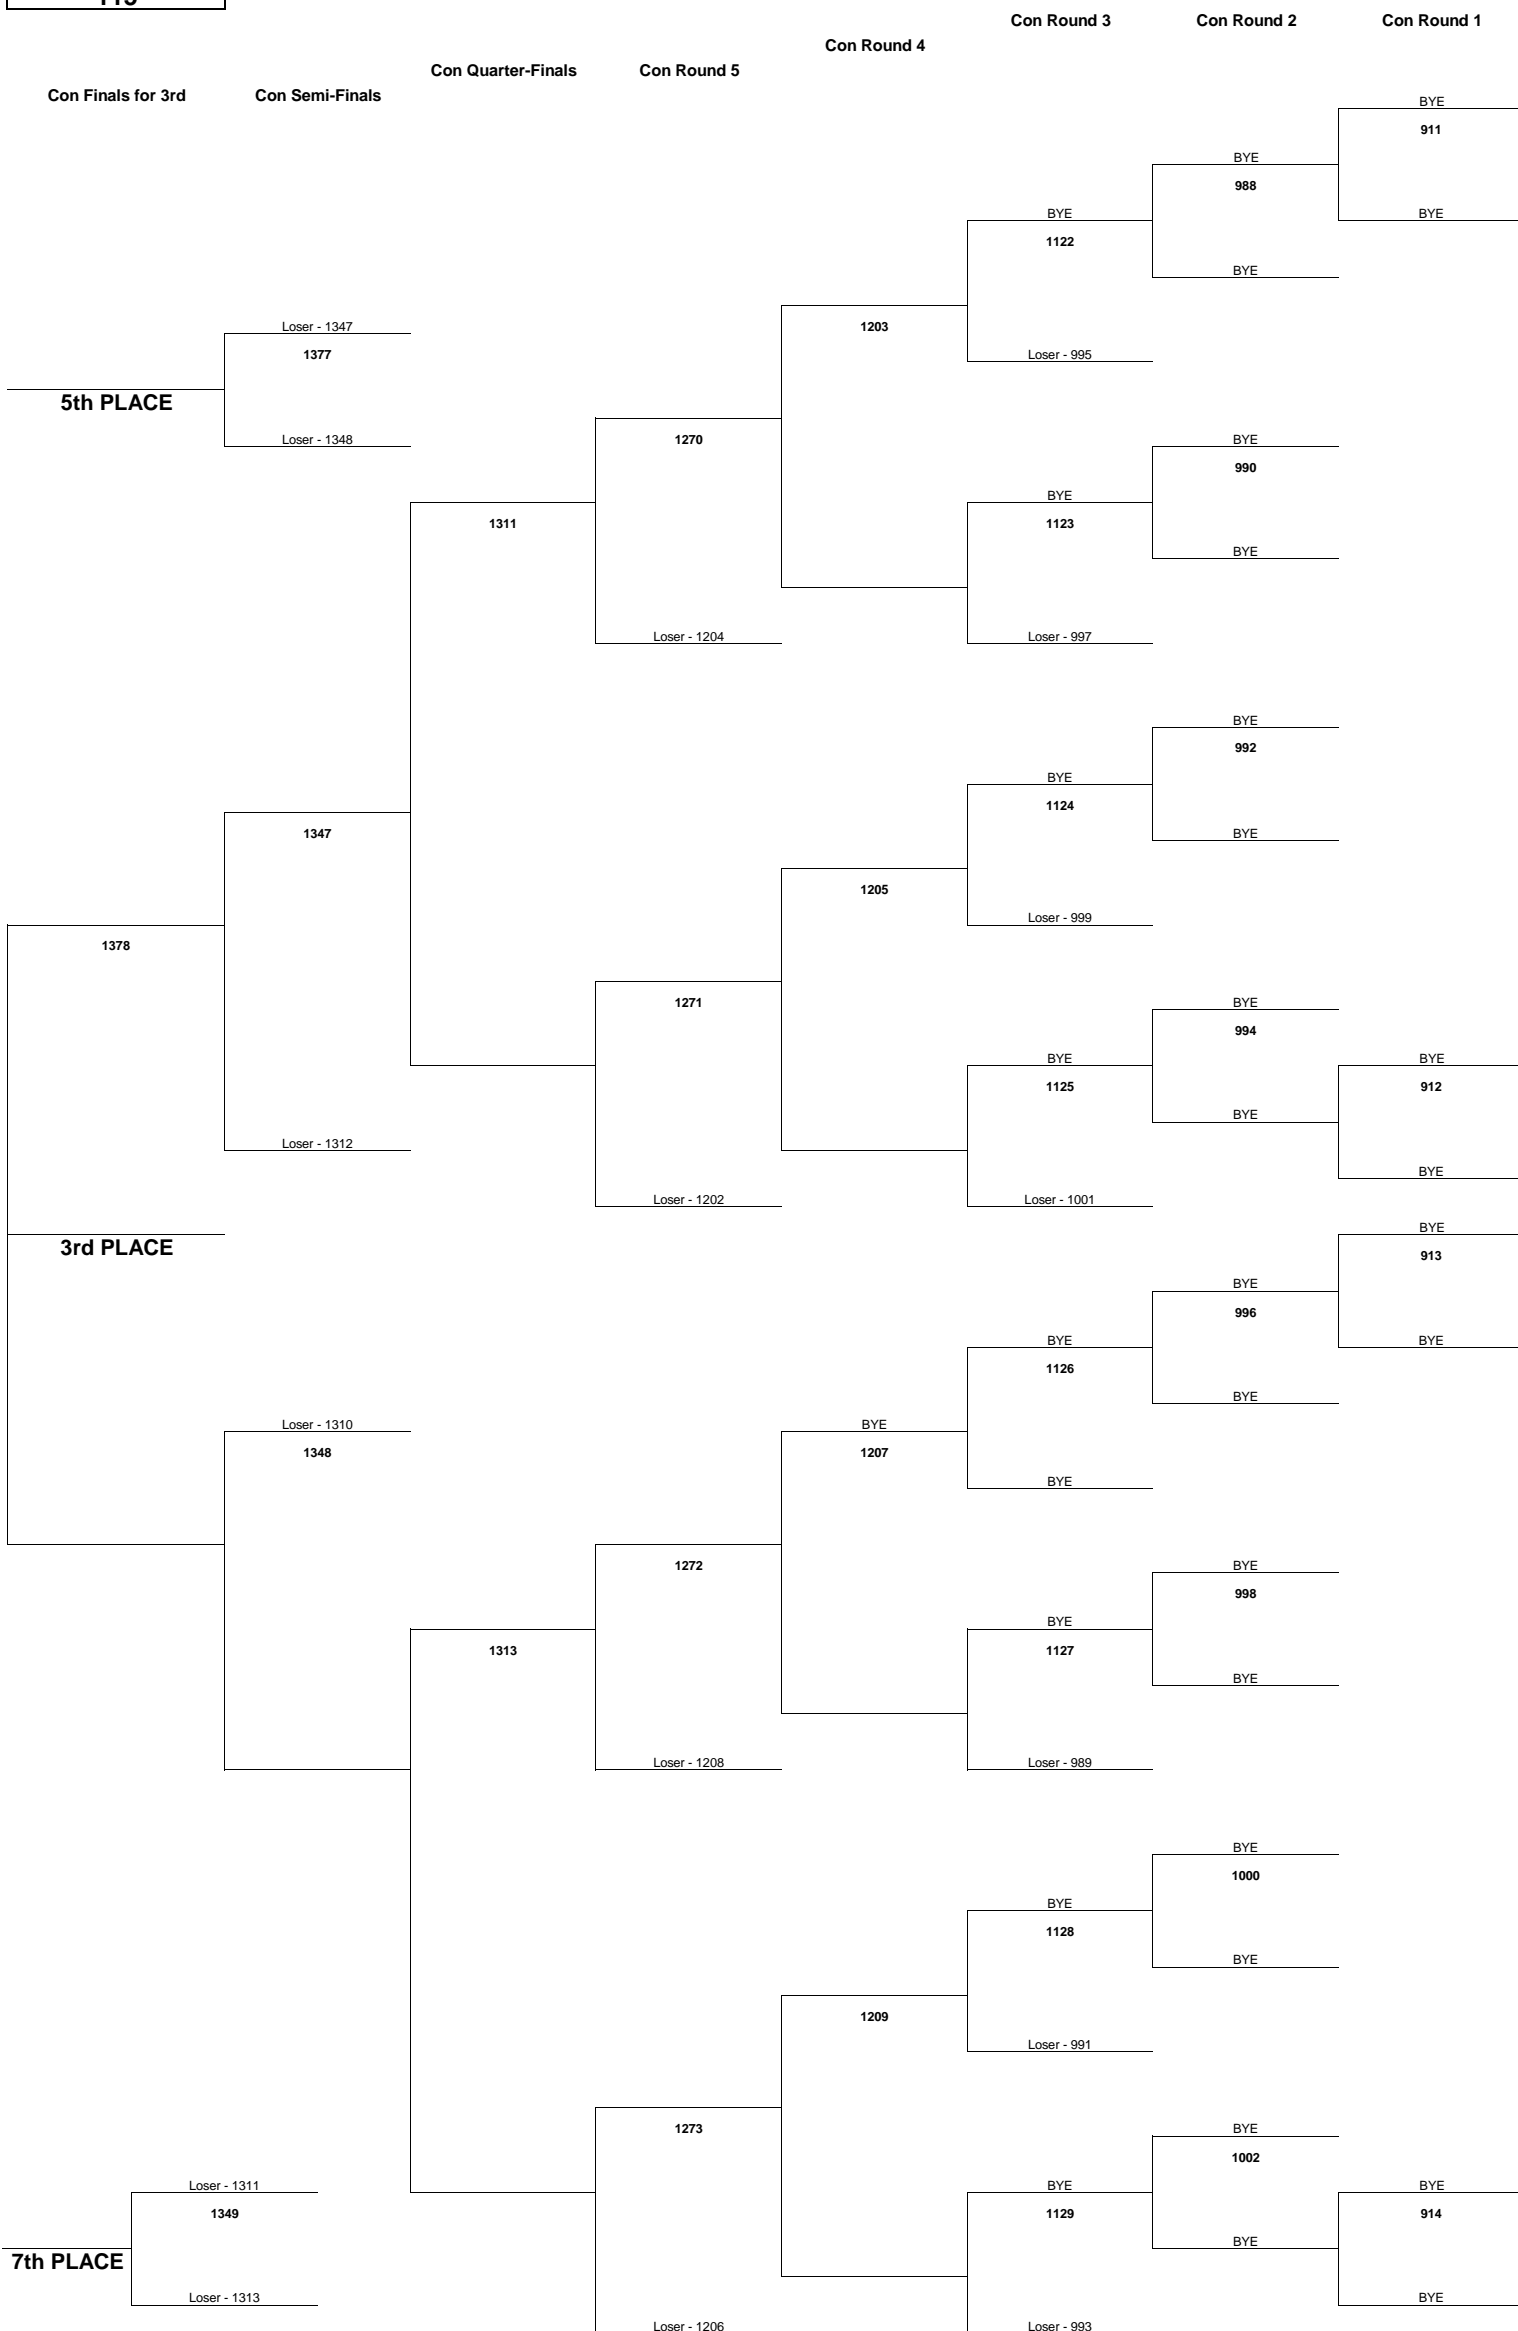 Con Round 3 Con Round 2 Con Round 1
Con Round 4
Con Quarter-Finals Con Round 5
Con Finals for 3rd Con Semi-Finals
BYE
911
BYE
988
BYE BYE
1122
BYE
Loser - 1347 1203
1377 Loser - 995
5th PLACE
Loser - 1348 1270 BYE
990
BYE
1311 1123
BYE
Loser - 1204 Loser - 997
BYE
992
BYE
1124
1347 BYE
1205
Loser - 999
1378
1271 BYE
994
BYE BYE
1125 912
BYE
Loser - 1312
BYE
Loser - 1202 Loser - 1001
BYE
3rd PLACE 913
BYE
996
BYE BYE
1126
BYE
Loser - 1310 BYE
1348 1207
BYE
1272 BYE
998
BYE
1313 1127
BYE
Loser - 1208 Loser - 989
BYE
1000
BYE
1128
BYE
1209
Loser - 991
1273 BYE
1002
Loser - 1311 BYE BYE
1349 1129 914
BYE
7th PLACE
Loser - 1313 BYE
Loser - 1206 Loser - 993